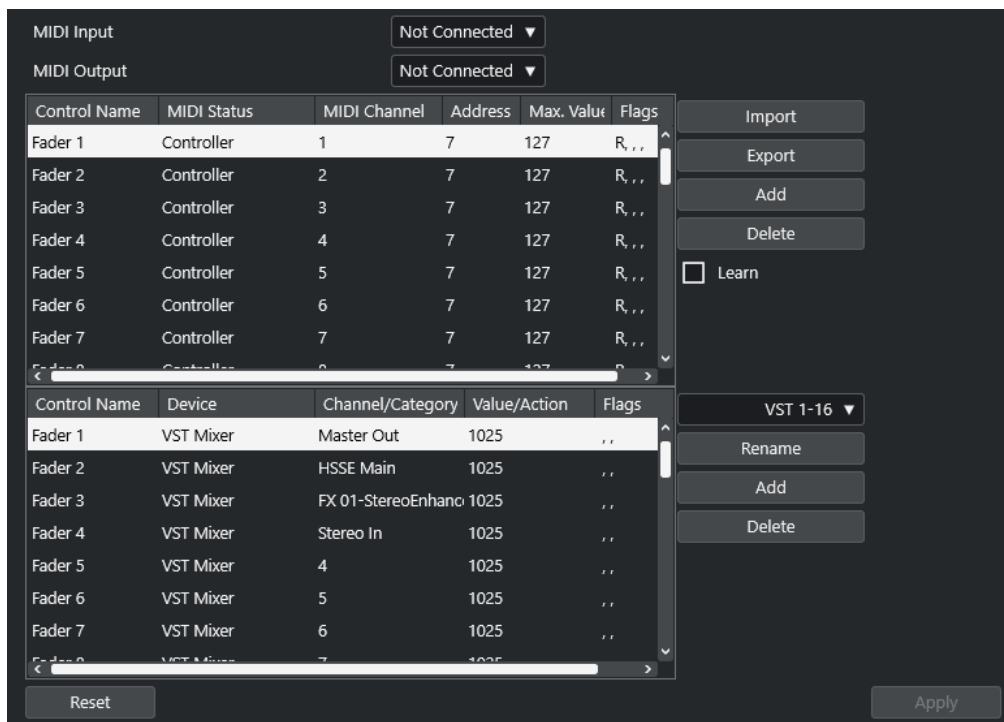 MIDI Input Not Connected ▼
MIDI Output Not Connected ▼
Control Name MIDI Status MIDI Channel Address Max. Value Flags
Fader 1 Controller 1 7 127 R, , ,
Fader 2 Controller 2 7 127 R, , ,
Fader 3 Controller 3 7 127 R, , ,
Fader 4 Controller 4 7 127 R, , ,
Fader 5 Controller 5 7 127 R, , ,
Fader 6 Controller 6 7 127 R, , ,
Fader 7 Controller 7 7 127 R, , ,
Import
Export
Add
Delete
Learn
Control Name Device Channel/Category Value/Action Flags
Fader 1 VST Mixer Master Out 1025 , ,
Fader 2 VST Mixer HSSE Main 1025 , ,
Fader 3 VST Mixer FX 01-StereoEnhanc 1025 , ,
Fader 4 VST Mixer Stereo In 1025 , ,
Fader 5 VST Mixer 4 1025 , ,
Fader 6 VST Mixer 5 1025 , ,
Fader 7 VST Mixer 6 1025 , ,
VST 1-16 ▼
Rename
Add
Delete
Reset Apply